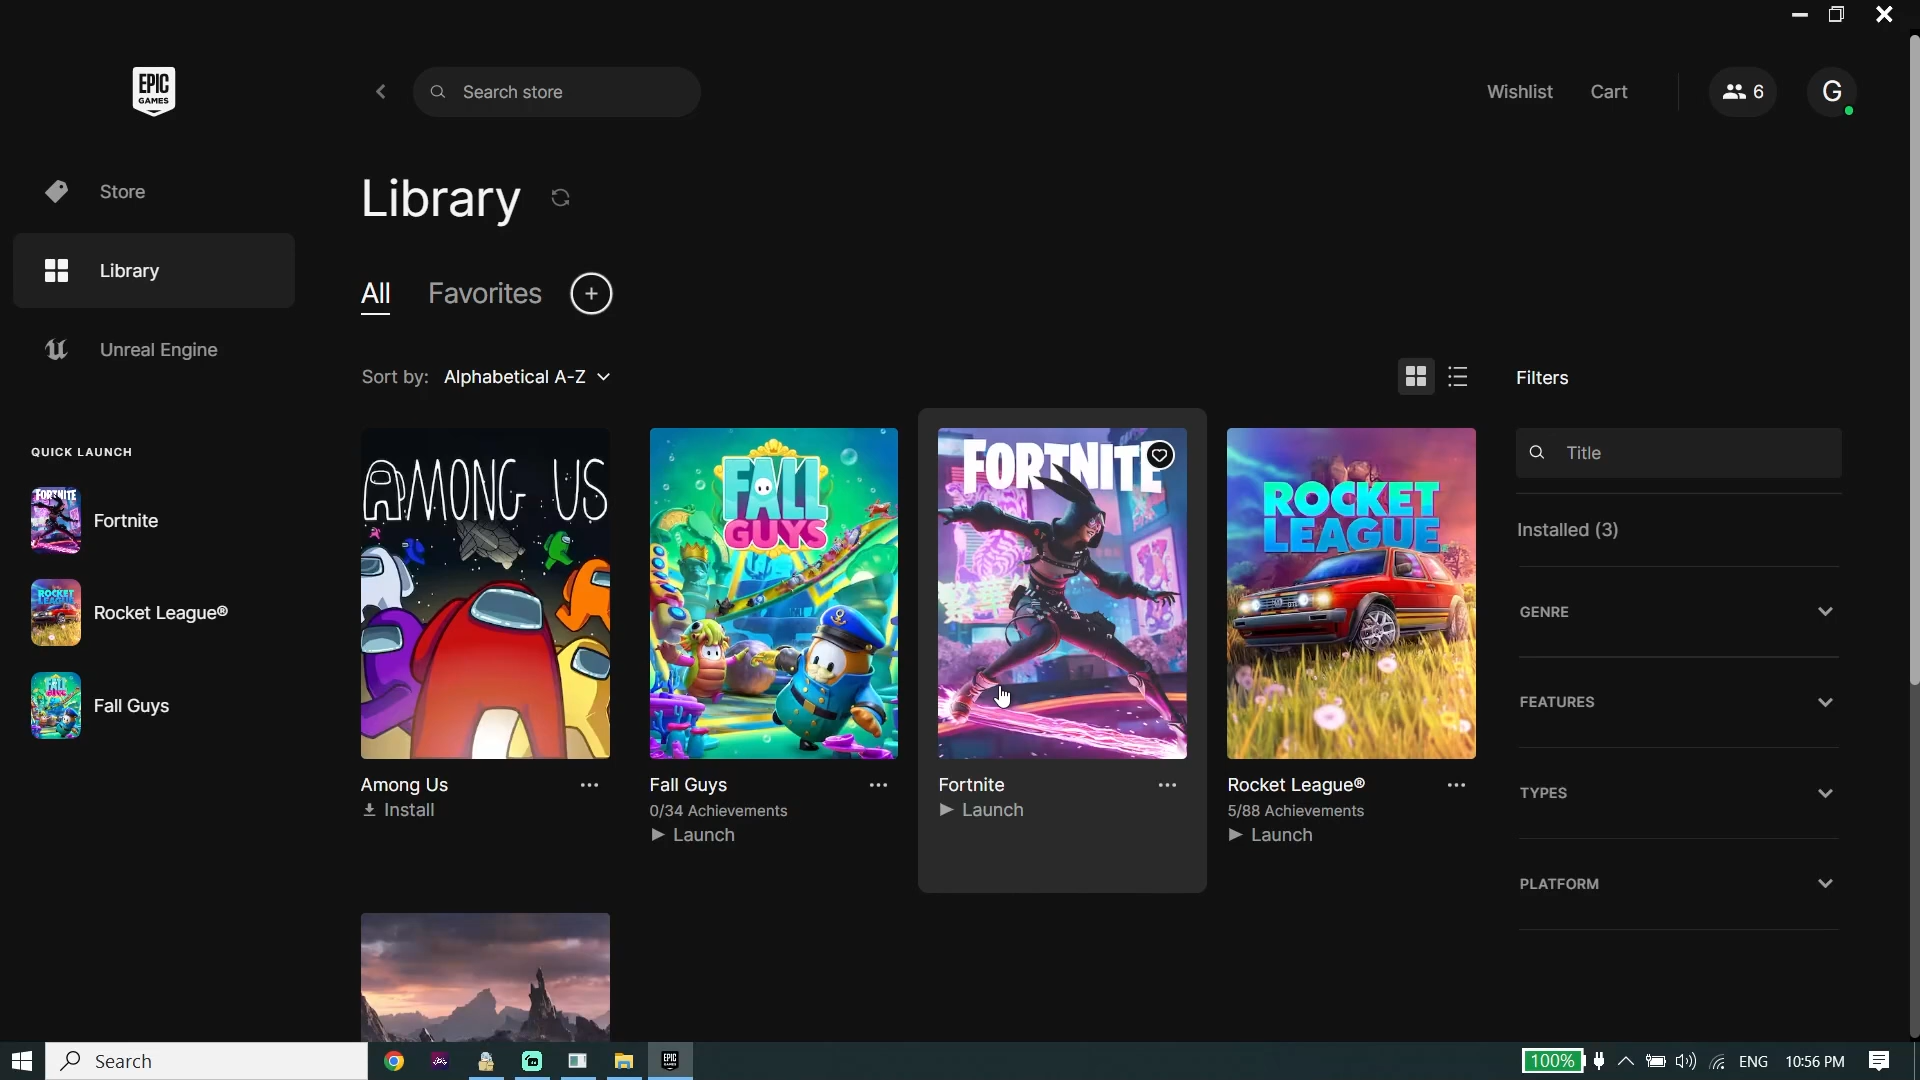 EPIC
GAMES
Search store
Wishlist
Cart
6
G
Store
Library
Unreal Engine
QUICK LAUNCH
Fortnite
Rocket League®
Fall Guys
Library
All
Favorites
Sort by: Alphabetical A-Z
AMONG US
FALL
GUYS
FORTNITE
ROCKET
LEAGUE
Among Us
Install
Fall Guys
0/34 Achievements
Launch
Fortnite
Launch
Rocket League®
5/88 Achievements
Launch
Filters
Title
Installed (3)
GENRE
FEATURES
TYPES
PLATFORM
Search
100%
ENG
10:56 PM